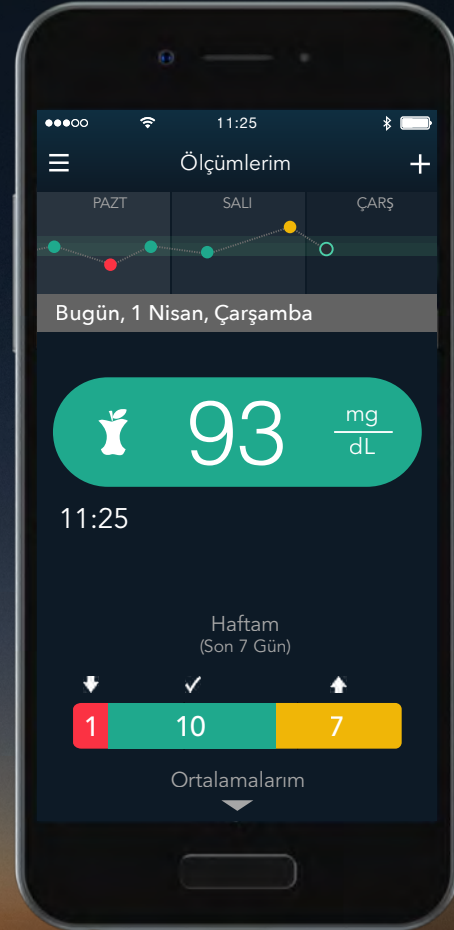 11:25
Ölçümlerim
PAZT SALI ÇARŞ
Bugün, 1 Nisan, Çarşamba
93 mg
dL
11:25
Haftam
(Son 7 Gün)
1 10 7
Ortalamalarım